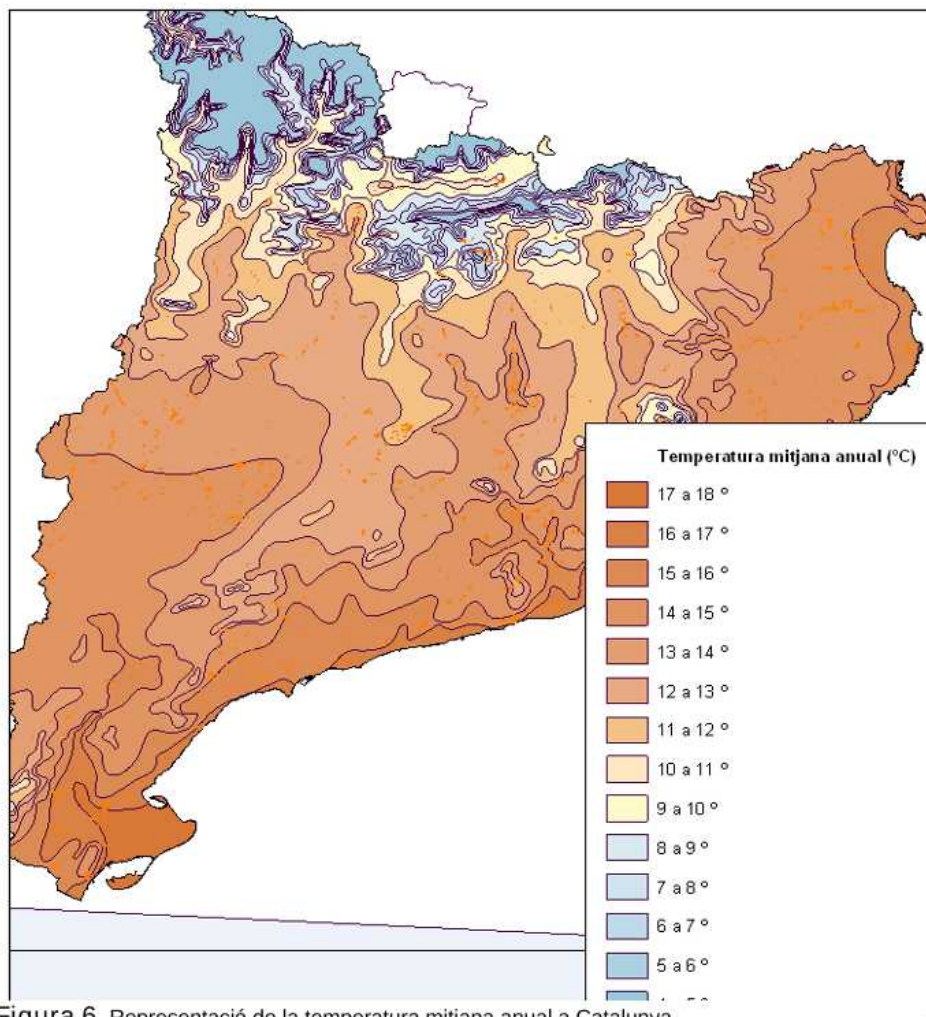 Temperatura mitjana anual (ºC)
17 a 18 º
16 a 17 º
15 a 16 º
14 a 15 º
13 a 14 º
12 a 13 º
11 a 12 º
10 a 11 º
9 a 10 º
8 a 9 º
7 a 8 º
6 a 7 º
5 a 6 º
Figura 6. Representació de la temperatura mitjana anual a Catalunya